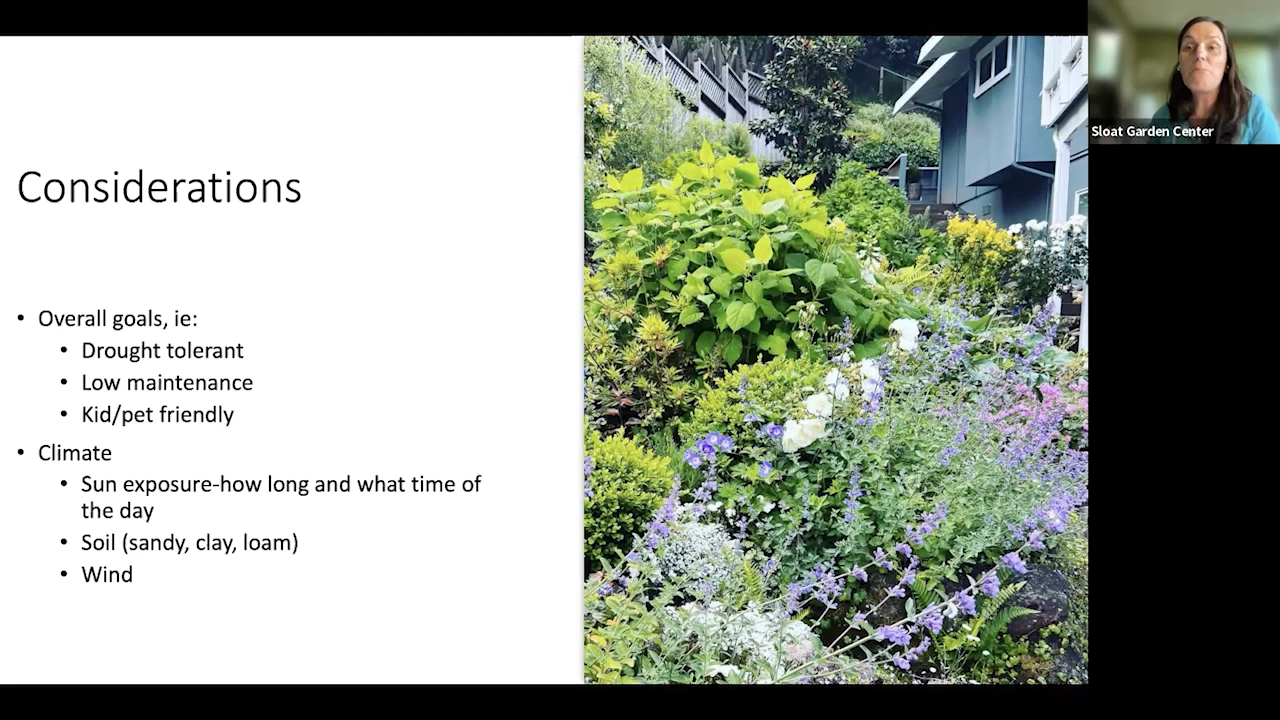 Considerations
• Overall goals, ie:
• Drought tolerant
• Low maintenance
• Kid/pet friendly
• Climate
• Sun exposure-how long and what time of
the day
• Soil (sandy, clay, loam)
• Wind
Sloat Garden Center